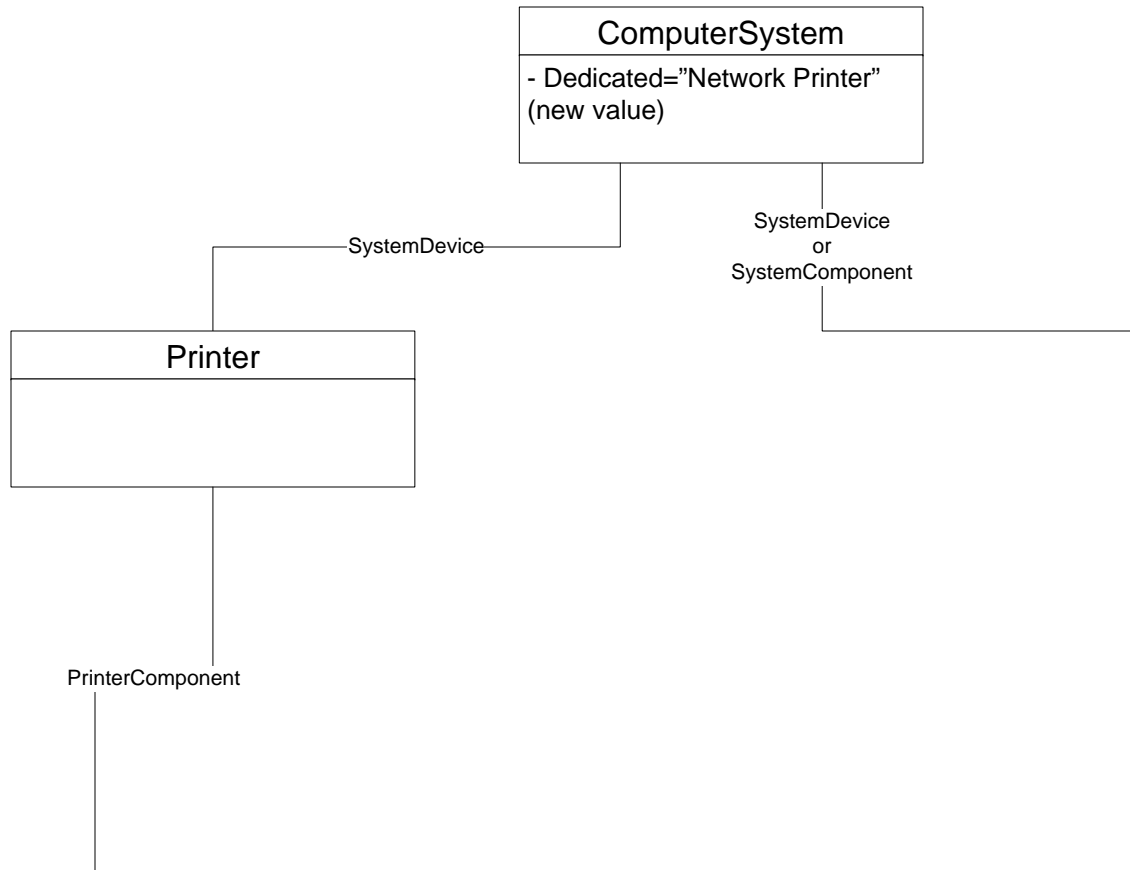 ComputerSystem
- Dedicated=”Network Printer”
(new value)
SystemDevice
or
SystemComponent
SystemDevice
Printer
PrinterComponent